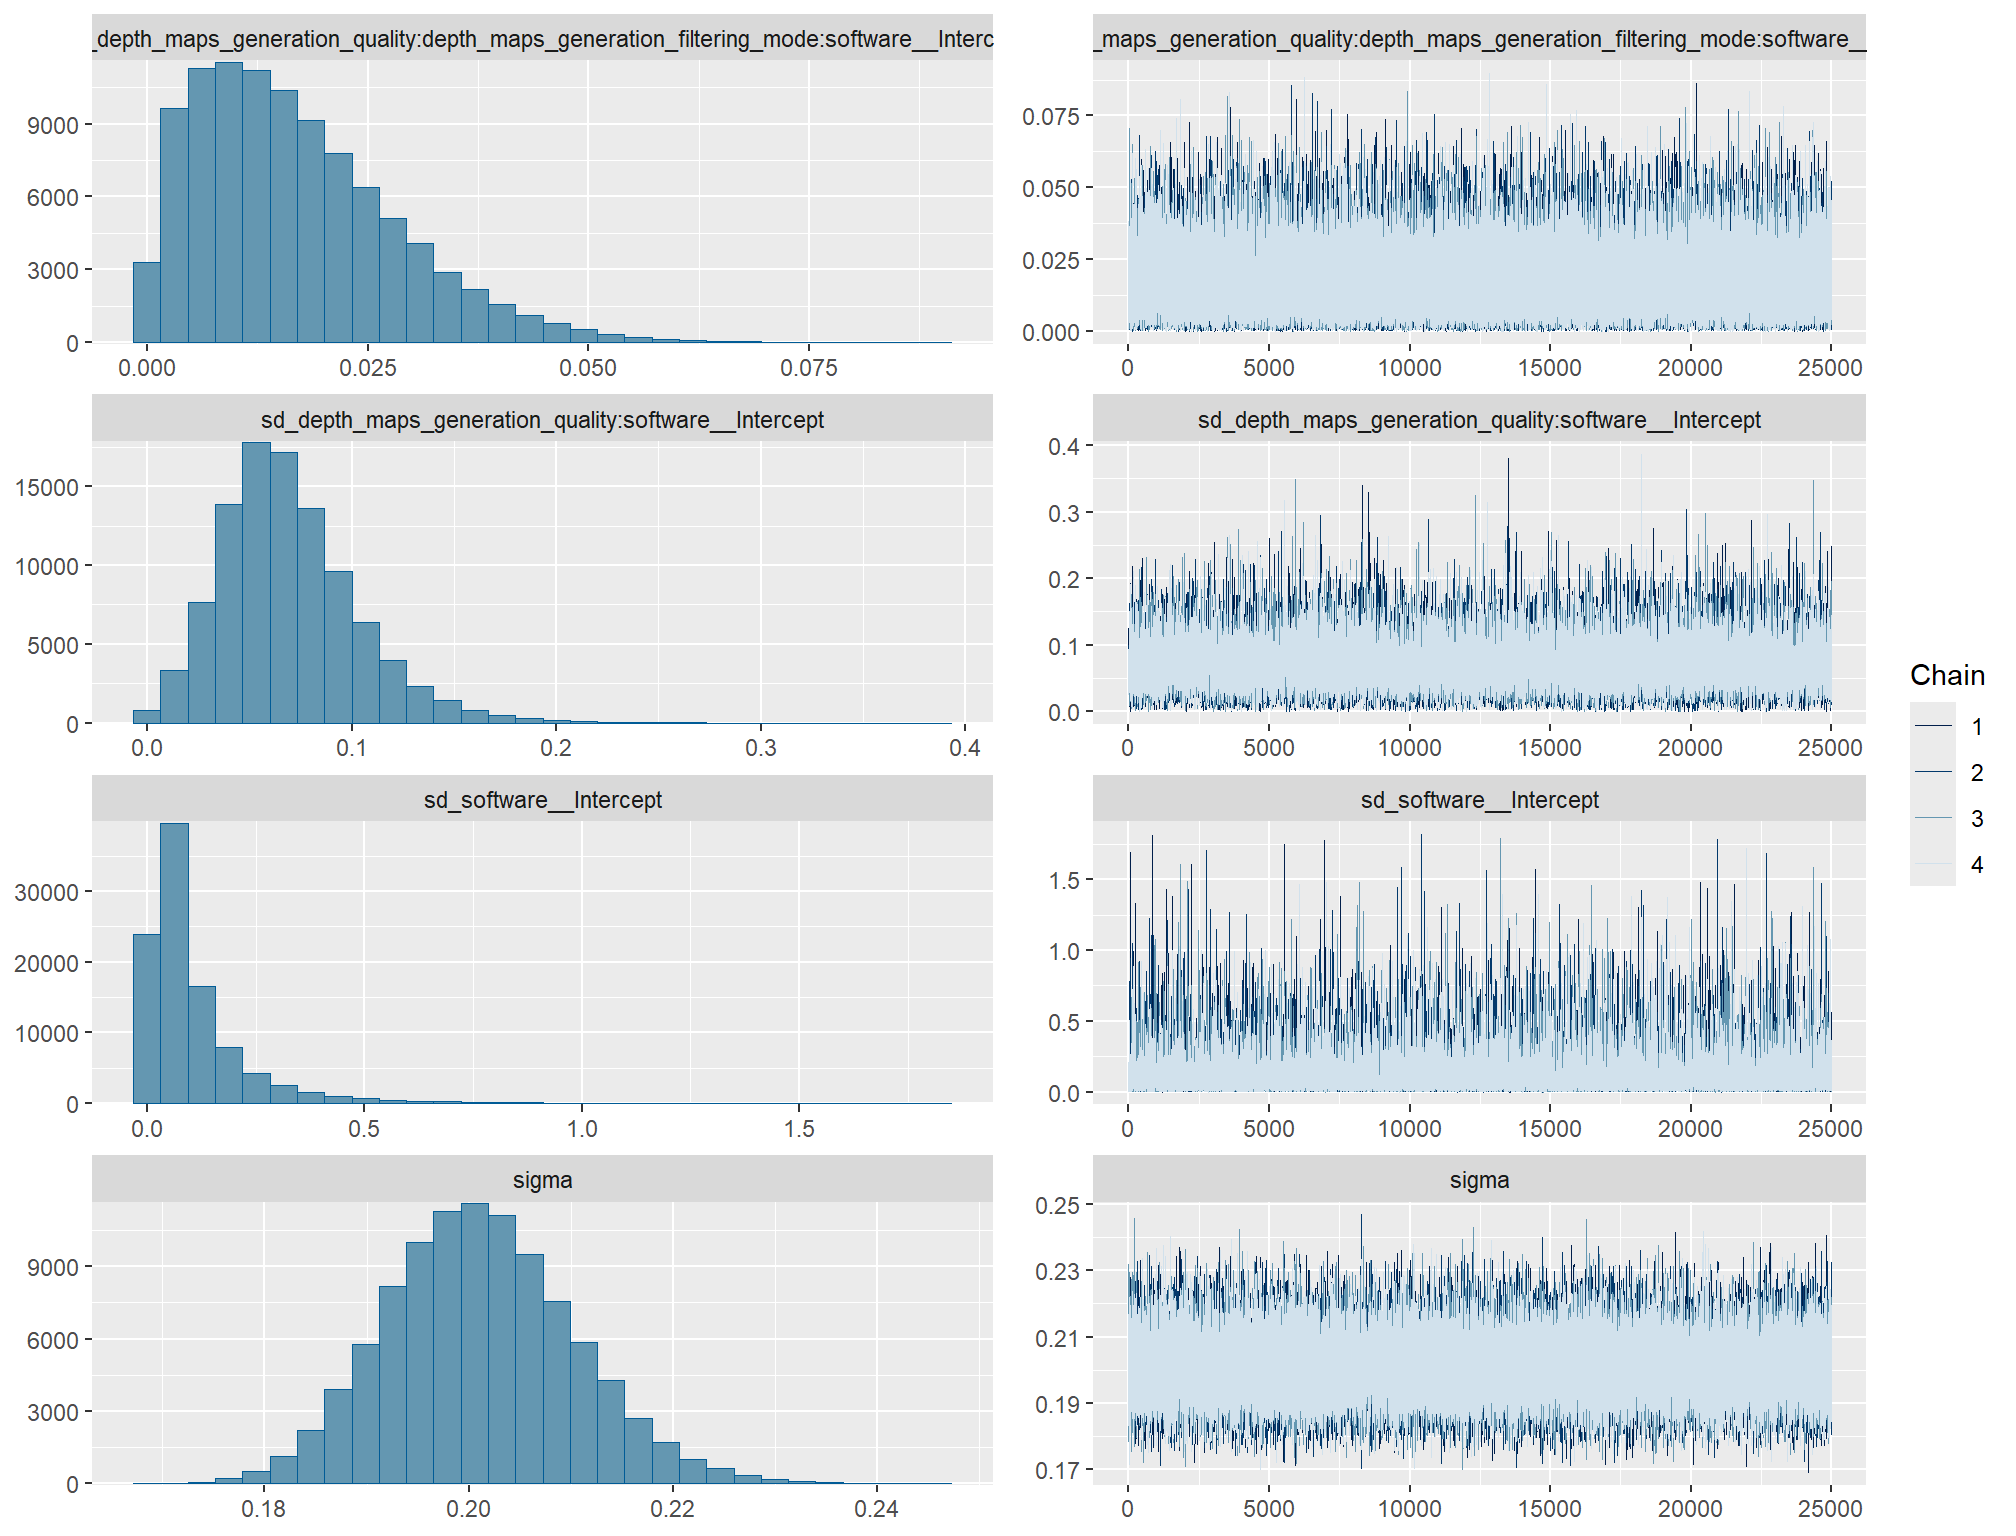 _depth_maps_generation_quality:depth_maps_generation_filtering_mode:software__Interc
9000
6000
3000
0
0.000 0.025 0.050 0.075
_maps_generation_quality:depth_maps_generation_filtering_mode:software__
0.075
0.050
0.025
0.000
0 5000 10000 15000 20000 25000
sd_depth_maps_generation_quality:software__Intercept
15000
10000
5000
0
0.0 0.1 0.2 0.3 0.4
sd_depth_maps_generation_quality:software__Intercept
0.4
0.3
0.2
0.1
0.0
0 5000 10000 15000 20000 25000
sd_software__Intercept
30000
20000
10000
0
0.0 0.5 1.0 1.5
sd_software__Intercept
1.5
1.0
0.5
0.0
0 5000 10000 15000 20000 25000
sigma
9000
6000
3000
0
0.18 0.20 0.22 0.24
sigma
0.25
0.23
0.21
0.19
0.17
0 5000 10000 15000 20000 25000
Chain
1
2
3
4